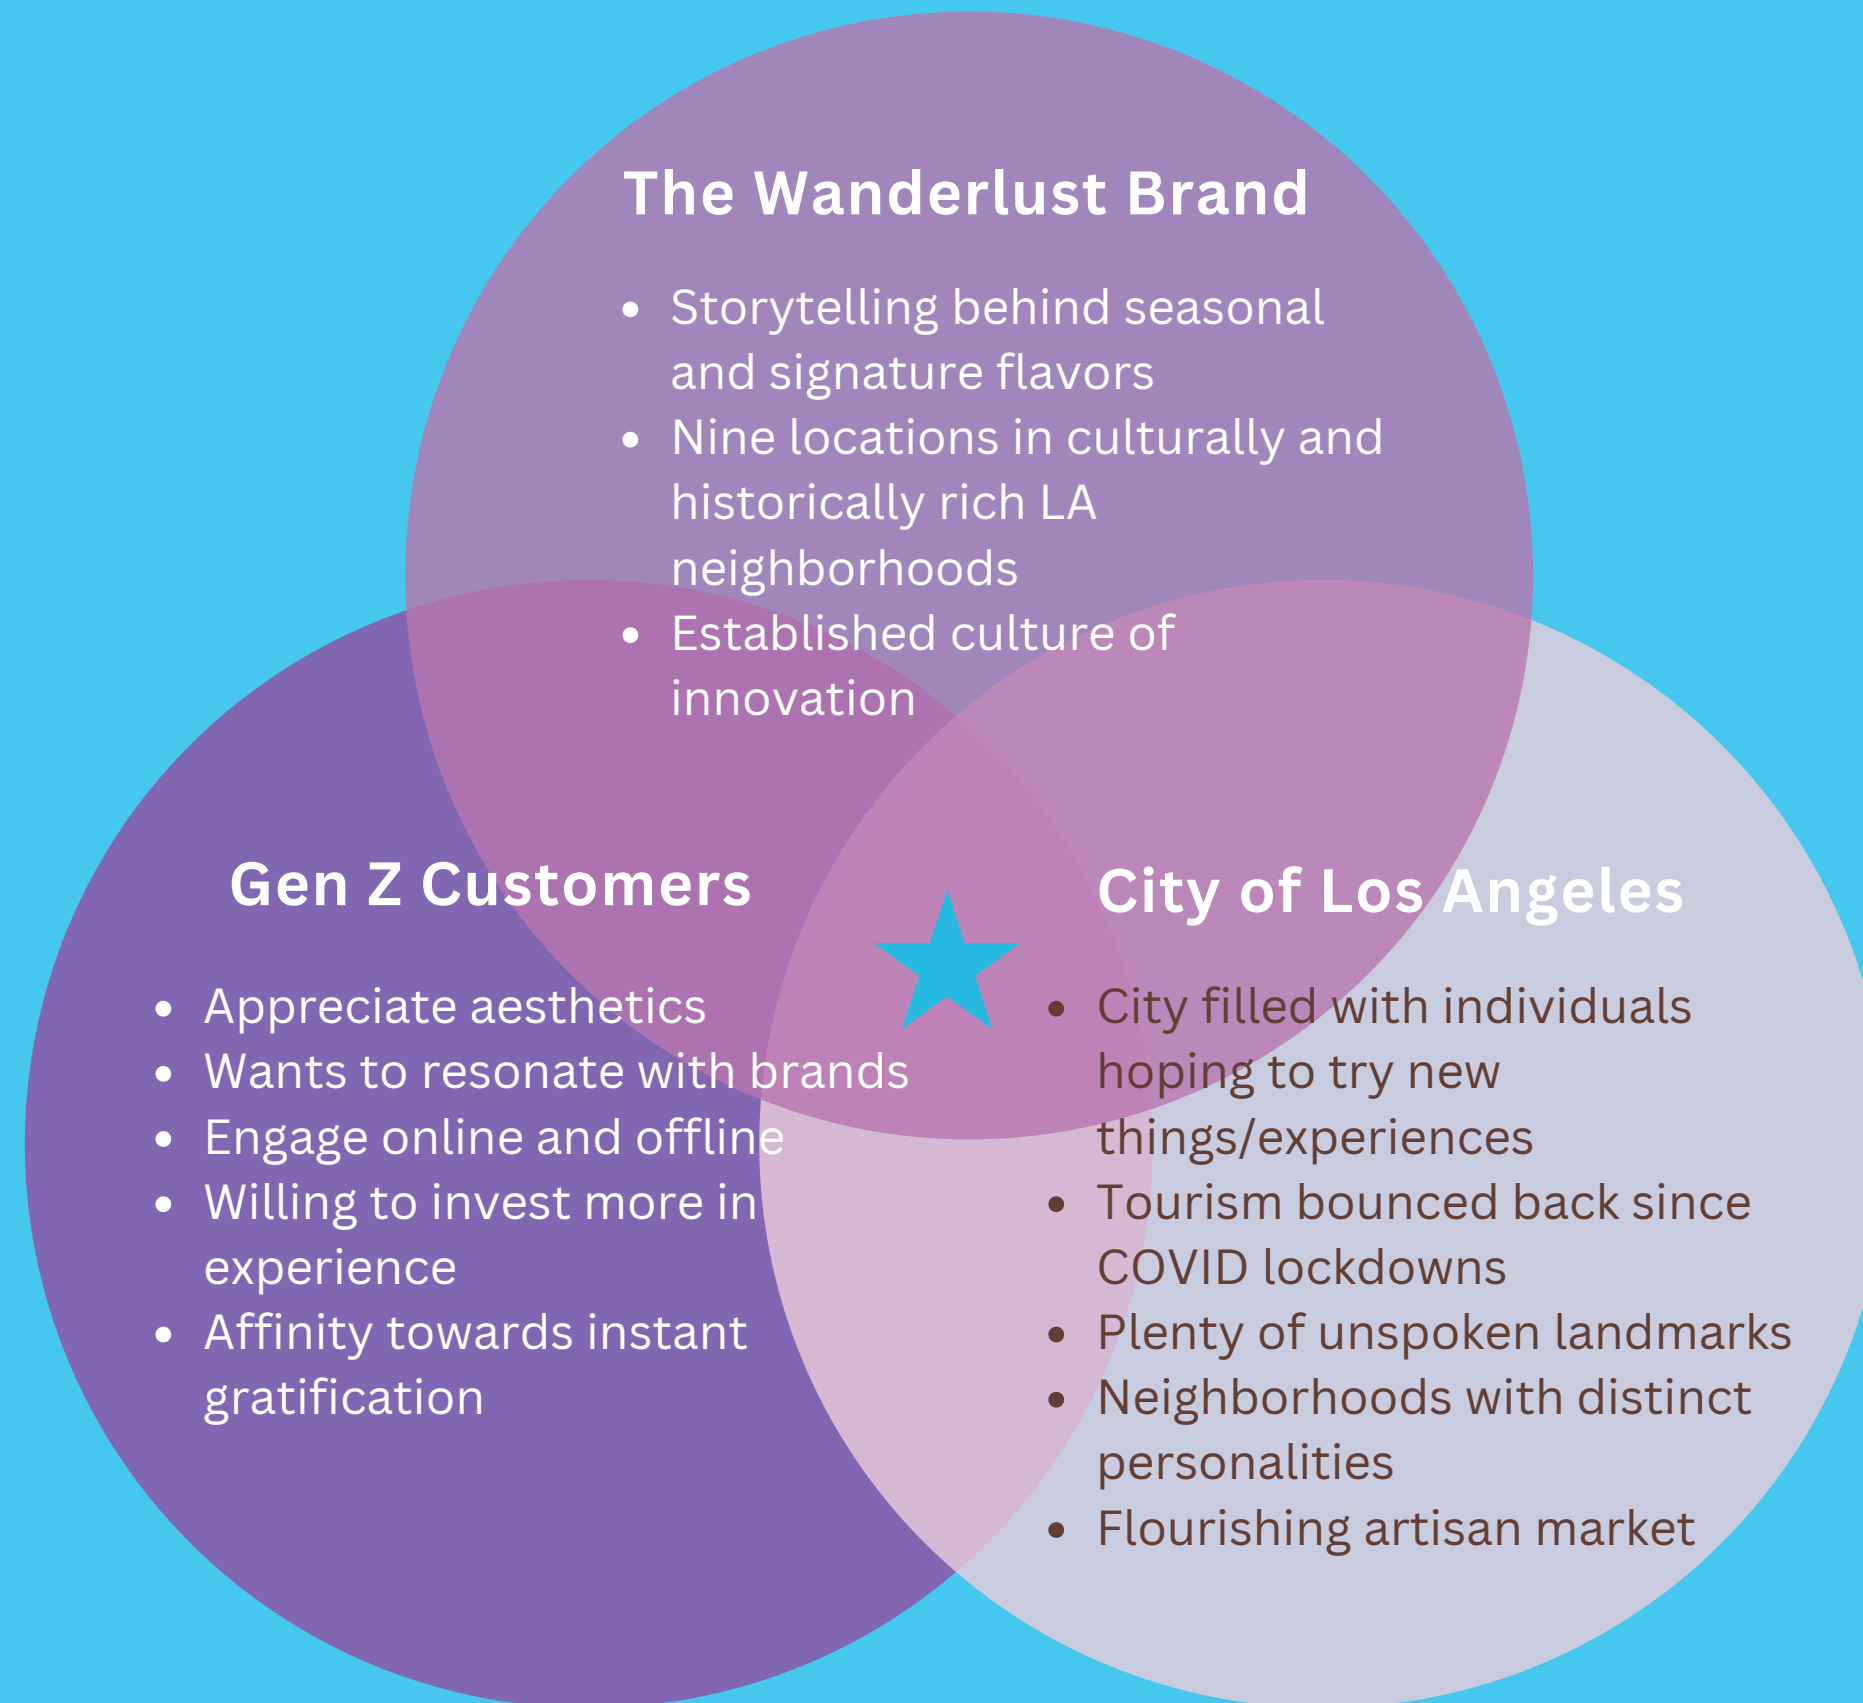 The Wanderlust Brand
• Storytelling behind seasonal
and signature flavors
• Nine locations in culturally and
historically rich LA
neighborhoods
• Established culture of
innovation
Gen Z Customers
• Appreciate aesthetics
• Wants to resonate with brands
• Engage online and offline
• Willing to invest more in
experience
• Affinity towards instant
gratification
City of Los Angeles
• City filled with individuals
hoping to try new
things/experiences
• Tourism bounced back since
COVID lockdowns
• Plenty of unspoken landmarks
• Neighborhoods with distinct
personalities
• Flourishing artisan market